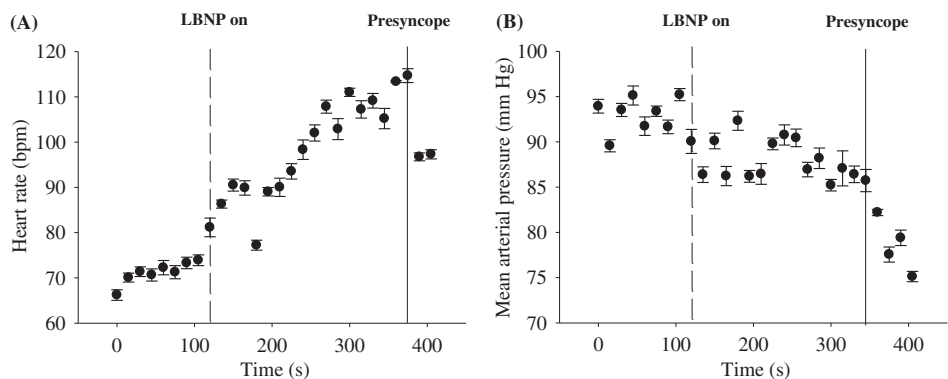 (A) LBNP on Presyncope
120
110
100
90
80
70
60
Heart rate (bpm)
0 100 200 300 400
Time (s)
(B) LBNP on Presyncope
100
95
90
85
80
75
70
Mean arterial pressure (mm Hg)
0 100 200 300 400
Time (s)